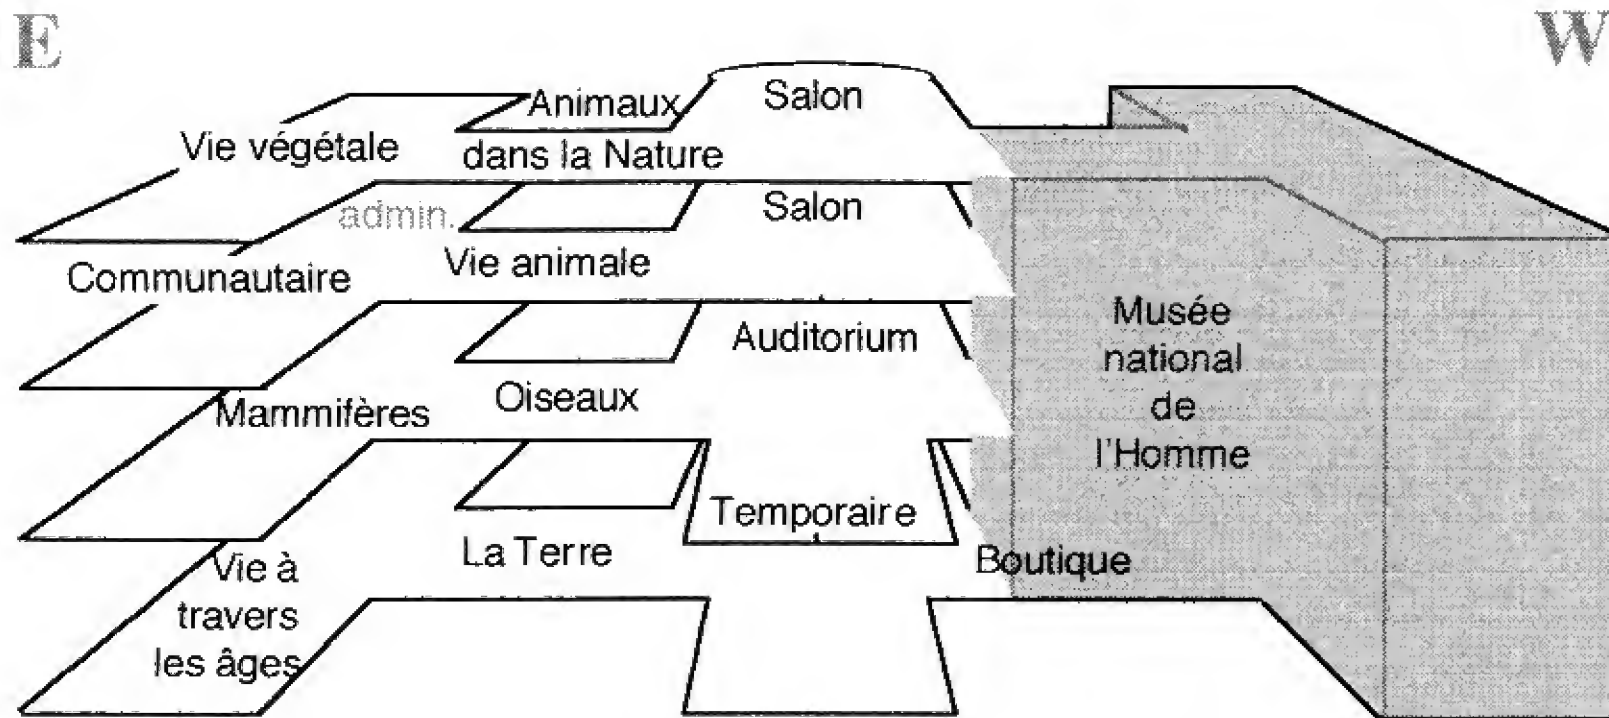 E
W
Animaux
dans la Nature
Salon
Vie végétale
admin.
Salon
Communautaire
Vie animale
Auditorium
Musée
national
de
l'Homme
Mammifères
Oiseaux
Temporaire
La Terre
Boutique
Vie à
travers
les âges